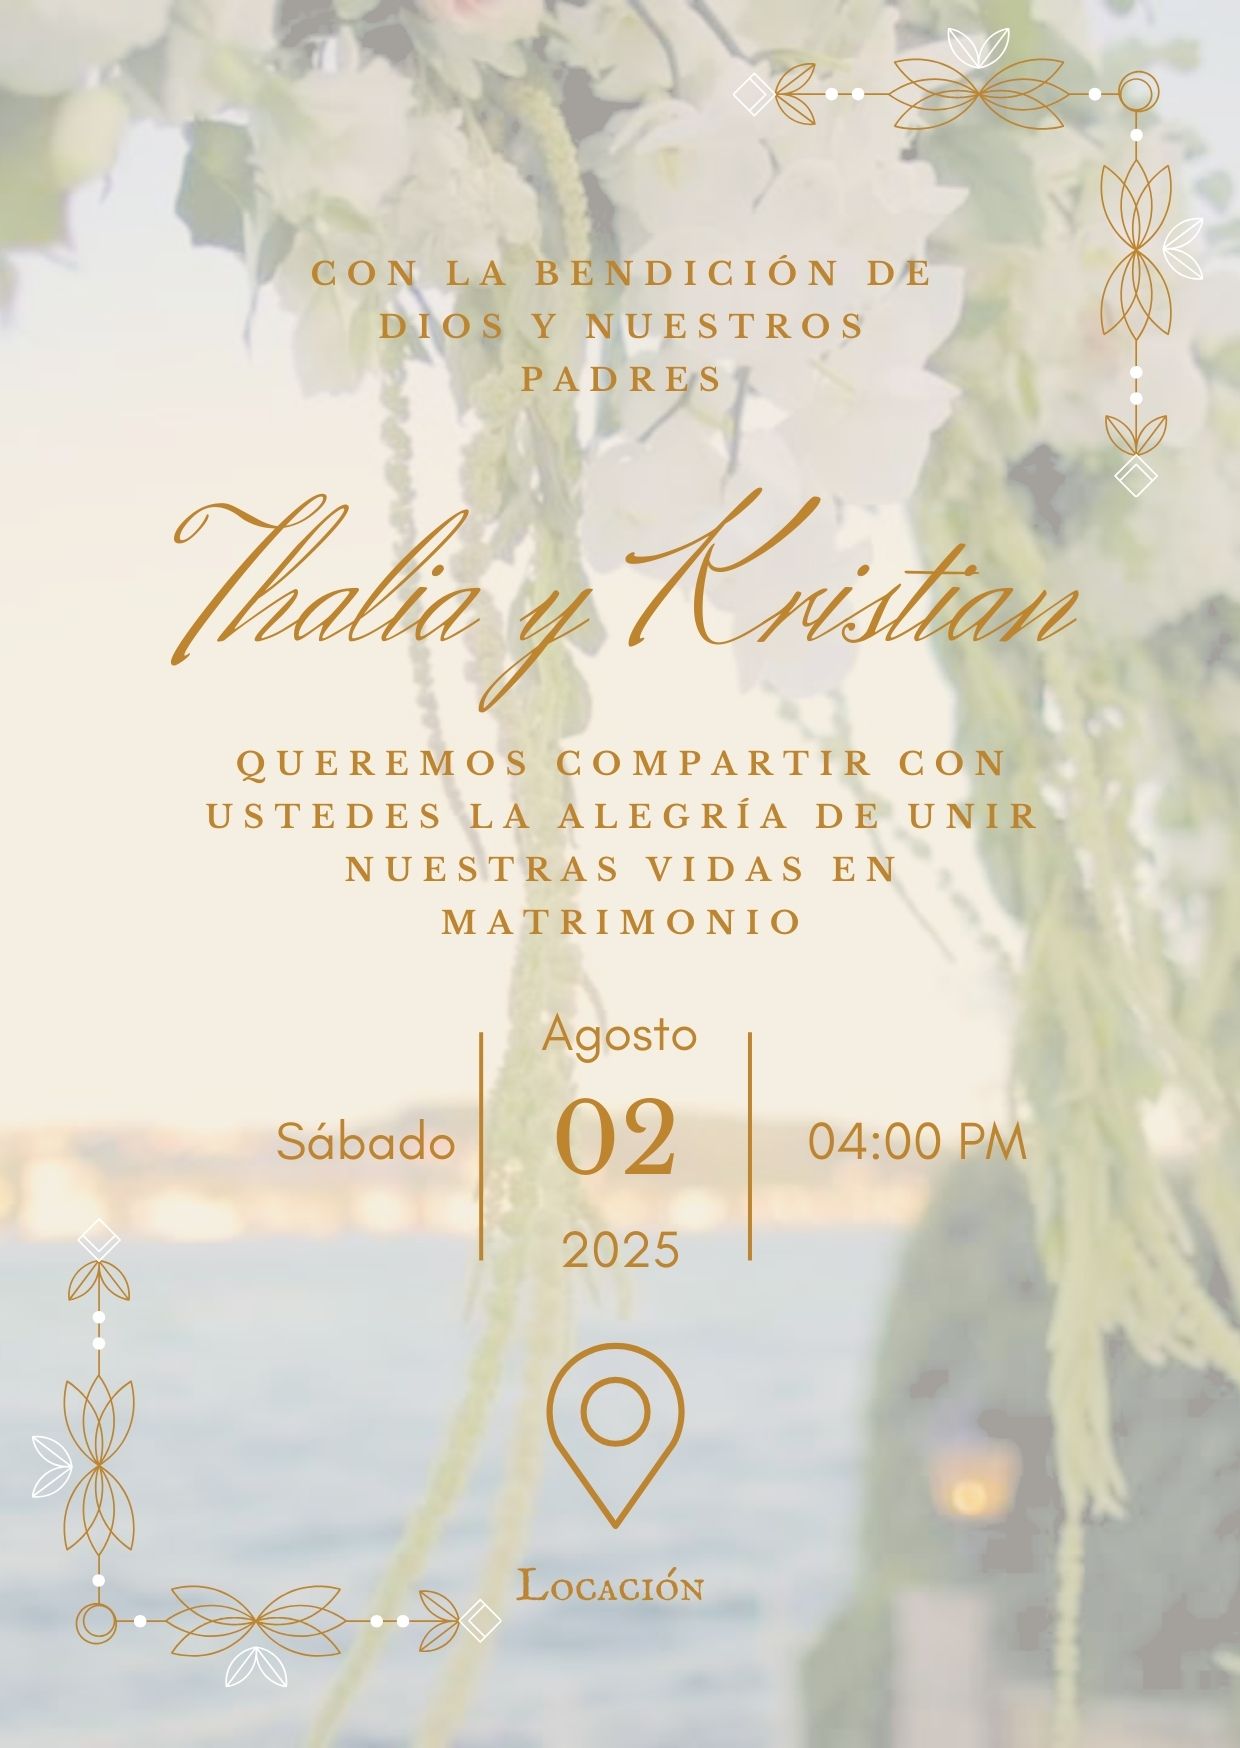 CON LA BENDICIÓN DE
DIOS Y NUESTROS
PADRES
Thalia y Kristian
QUEREMOS COMPARTIR CON
USTEDES LA ALEGRÍA DE UNIR
NUESTRAS VIDAS EN
MATRIMONIO
Sábado
Agosto
02
2025
04:00 PM
Locación